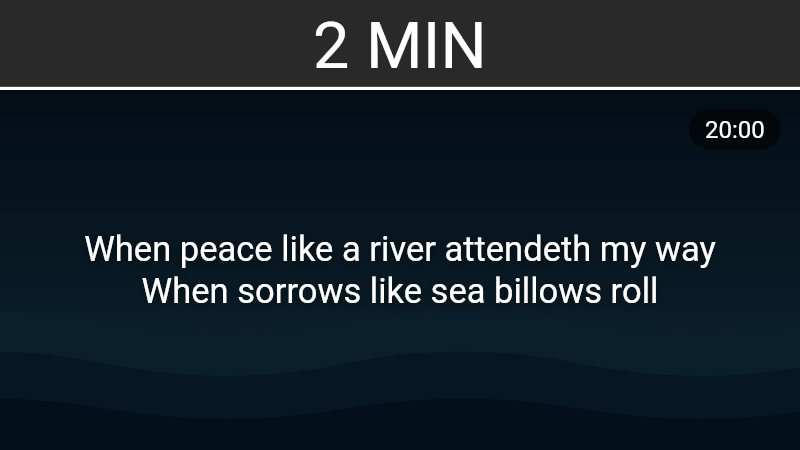 2 MIN
20:00
When peace like a river attendeth my way
When sorrows like sea billows roll